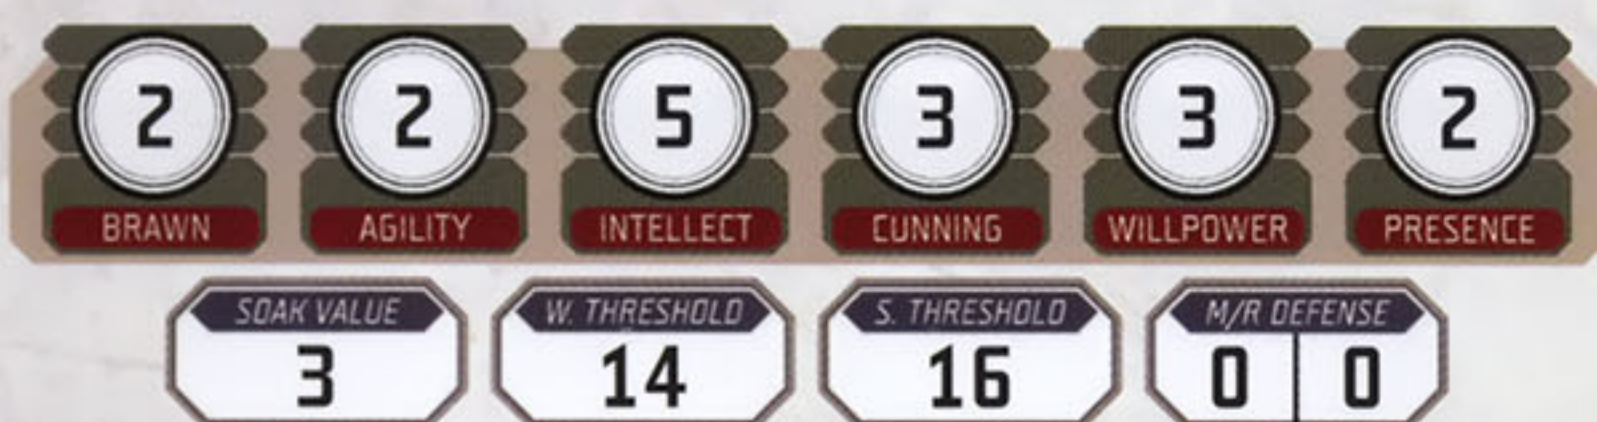 2 2 5 3 3 2
BRAWN AGILITY INTELLECT CUNNING WILLPOWER PRESENCE
SOAK VALUE W. THRESHOLD S. THRESHOLD M/R DEFENSE
3 14 16 0 0